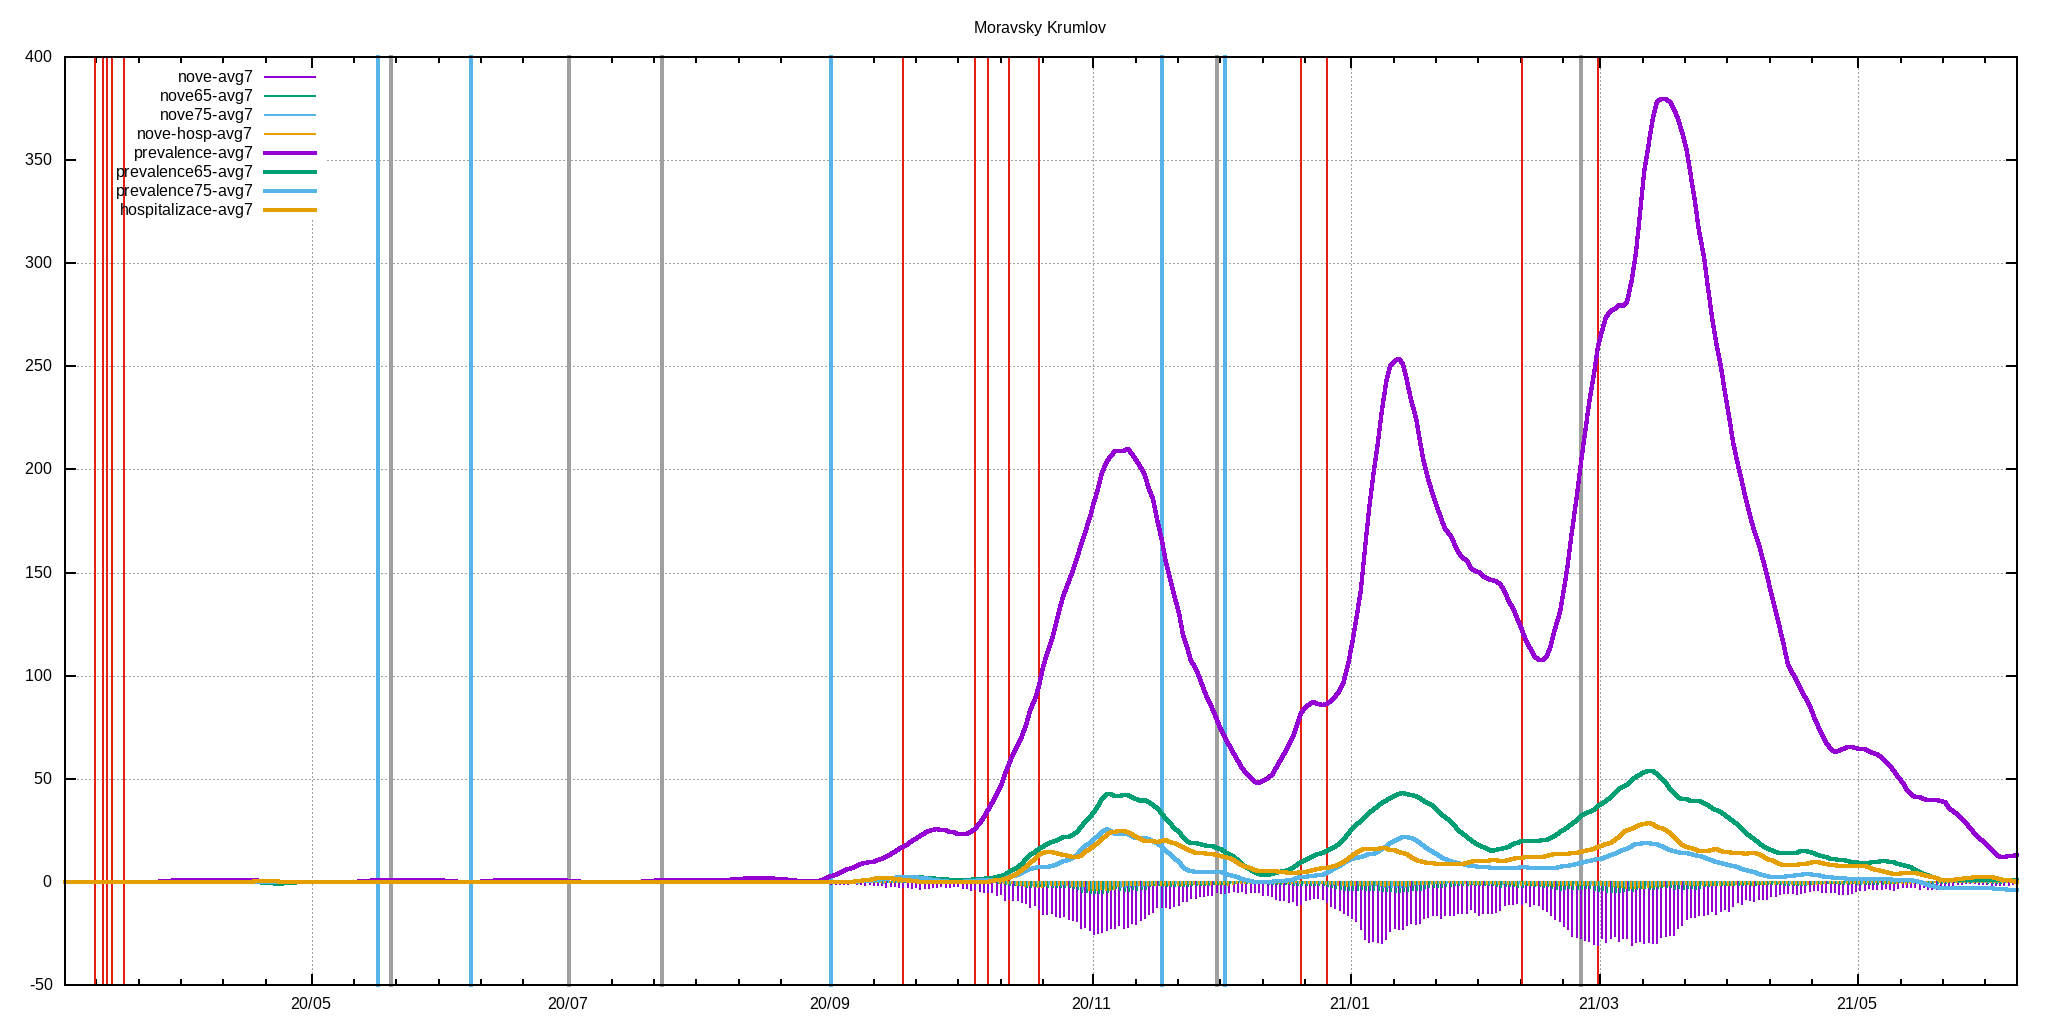 Moravsky Krumlov
400
350
300
250
200
150
100
50
0
-50
nove-avg7
nove65-avg7
nove75-avg7
nove-hosp-avg7
prevalence-avg7
prevalence65-avg7
prevalence75-avg7
hospitalizace-avg7
20/05 20/07 20/09 20/11 21/01 21/03 21/05